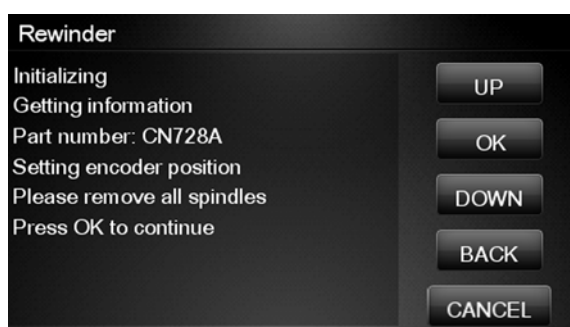 Rewinder
Initializing
Getting information
Part number: CN728A
Setting encoder position
Please remove all spindles
Press OK to continue
UP
OK
DOWN
BACK
CANCEL